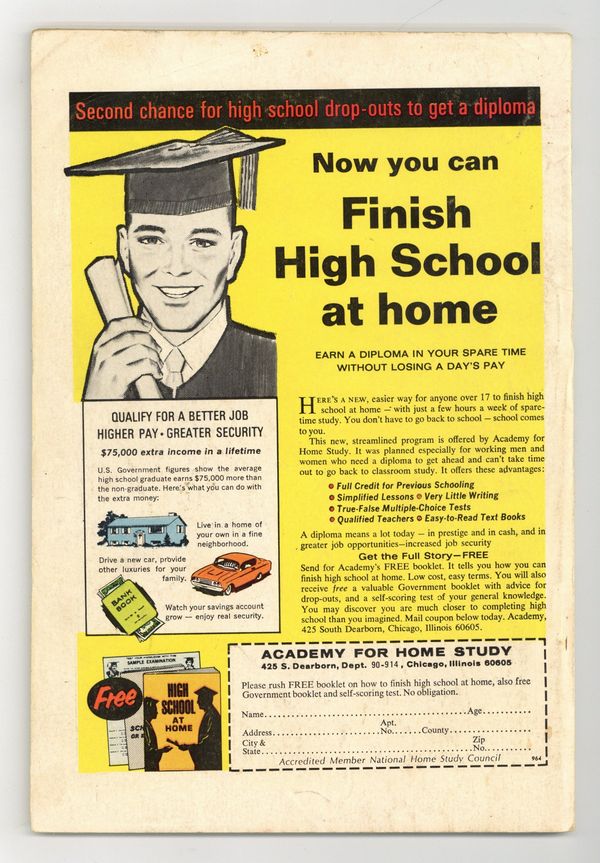 Second chance for high school drop-outs to get a diploma
Now you can
Finish
High School
at home
EARN A DIPLOMA IN YOUR SPARE TIME
WITHOUT LOSING A DAY'S PAY
HERE'S A NEW, easier way for anyone over 17 to finish high
school at home — with just a few hours a week of spare-
time study. You don't have to go back to school — school comes
to you.
This new, streamlined program is offered by Academy for
Home Study. It was planned especially for working men and
women who need a diploma to get ahead and can't take time
out to go back to classroom study. It offers these advantages:
• Full Credit for Previous Schooling
• Simplified Lessons • Very Little Writing
• True-False Multiple-Choice Tests
• Qualified Teachers • Easy-to-Read Text Books
A diploma means a lot today — in prestige and in cash, and in
greater job opportunities—increased job security
Get the Full Story—FREE
Send for Academy's FREE booklet. It tells you how you can
finish high school at home. Low cost, easy terms. You will also
receive free a valuable Government booklet with advice for
drop-outs, and a self-scoring test of your general knowledge.
You may discover you are much closer to completing high
school than you imagined. Mail coupon below today. Academy,
425 South Dearborn, Chicago, Illinois 60605.
QUALIFY FOR A BETTER JOB
HIGHER PAY • GREATER SECURITY
$75,000 extra income in a lifetime
U.S. Government figures show the average
high school graduate earns $75,000 more than
the non-graduate. Here's what you can do with
the extra money:
Live in a home of
your own in a fine
neighborhood.
Drive a new car, provide
other luxuries for your
family.
BANK
BOOK
Watch your savings account
grow — enjoy real security.
SAMPLE EXAMINATION
Free
HIGH
SCHOOL
AT
HOME
ACADEMY FOR HOME STUDY
425 S. Dearborn, Dept. 90-914, Chicago, Illinois 60605
Please rush FREE booklet on how to finish high school at home, also free
Government booklet and self-scoring test. No obligation.
Name Age
Address Apt. No. County
City & State Zip No.
Accredited Member National Home Study Council 964